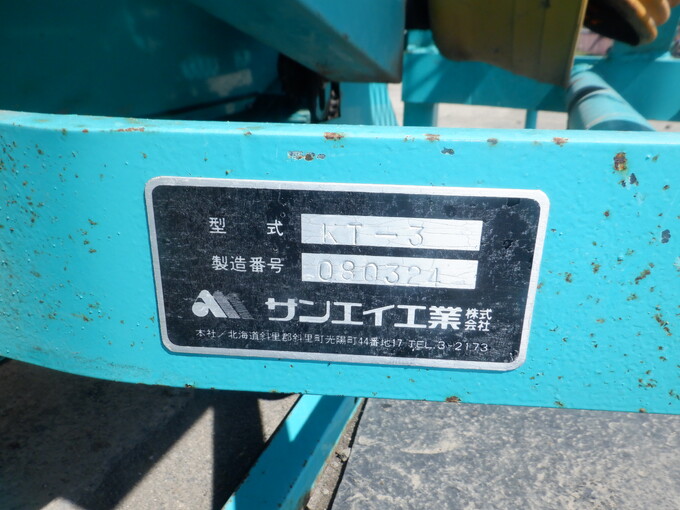 型式 KT-3
製造番号 080324
サンエイ工業株式会社
本社/北海道斜里郡斜里町光陽町44番地17 TEL.3-2173